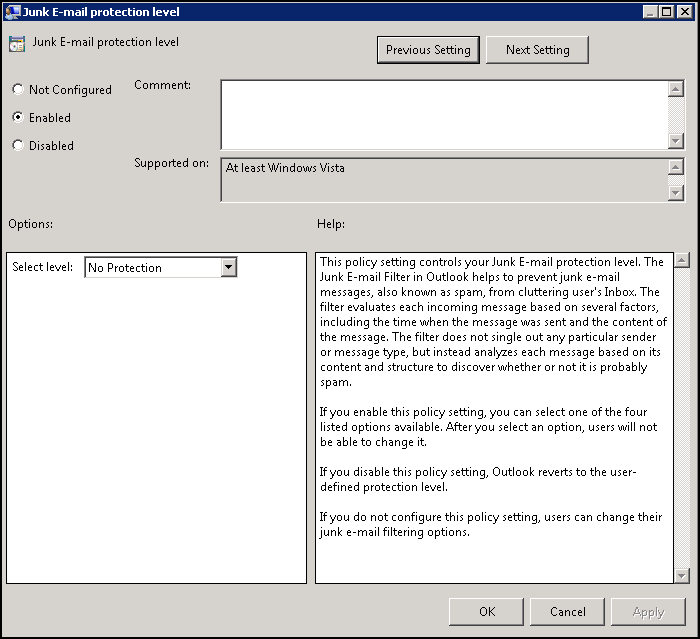 Junk E-mail protection level
Junk E-mail protection level
Previous Setting
Next Setting
Not Configured
Enabled
Disabled
Comment:
Supported on:
At least Windows Vista
Options:
Help:
Select level:
No Protection
This policy setting controls your Junk E-mail protection level. The
Junk E-mail Filter in Outlook helps to prevent junk e-mail
messages, also known as spam, from cluttering user's Inbox. The
filter evaluates each incoming message based on several factors,
including the time when the message was sent and the content of
the message. The filter does not single out any particular sender
or message type, but instead analyzes each message based on its
content and structure to discover whether or not it is probably
spam.
If you enable this policy setting, you can select one of the four
listed options available. After you select an option, users will not
be able to change it.
If you disable this policy setting, Outlook reverts to the user-
defined protection level.
If you do not configure this policy setting, users can change their
junk e-mail filtering options.
OK
Cancel
Apply